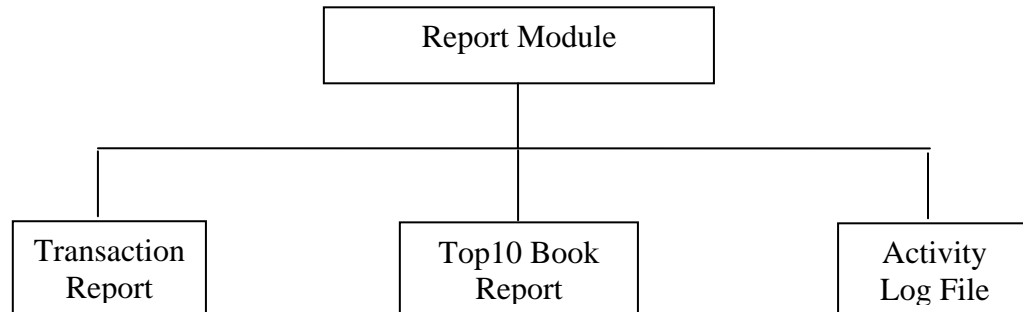 Report Module
Transaction
Report
Top10 Book
Report
Activity
Log File